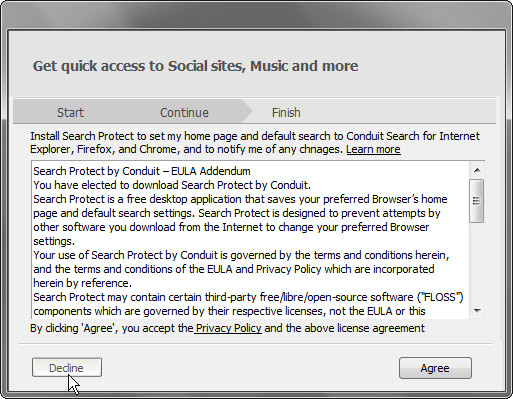 Get quick access to Social sites, Music and more
Start Continue Finish
Install Search Protect to set my home page and default search to Conduit Search for Internet
Explorer, Firefox, and Chrome, and to notify me of any chnages. Learn more
Search Protect by Conduit – EULA Addendum
You have elected to download Search Protect by Conduit.
Search Protect is a free desktop application that saves your preferred Browser's home
page and default search settings. Search Protect is designed to prevent attempts by
other software you download from the Internet to change your preferred Browser
settings.
Your use of Search Protect by Conduit is governed by the terms and conditions herein,
and the terms and conditions of the EULA and Privacy Policy which are incorporated
herein by reference.
Search Protect may contain certain third-party free/libre/open-source software ("FLOSS")
components which are governed by their respective licenses, not the EULA or this
By clicking 'Agree', you accept the Privacy Policy and the above license agreement
Decline Agree